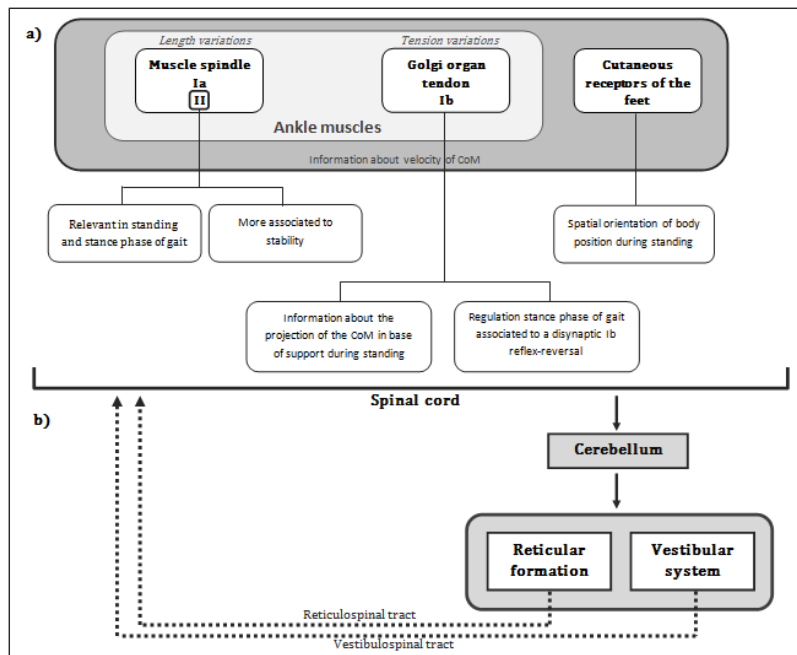 a)
Length variations
Tension variations
Muscle spindle
Ia
II
Golgi organ
tendon
Ib
Cutaneous
receptors of the
feet
Ankle muscles
Information about velocity of CoM
Relevant in standing
and stance phase of gait
More associated to
stability
Spatial orientation of body
position during standing
Information about the
projection of the CoM in base
of support during standing
Regulation stance phase of gait
associated to a disynaptic Ib
reflex-reversal
Spinal cord
b)
Cerebellum
Reticular
formation
Vestibular
system
Reticulospinal tract
Vestibulospinal tract